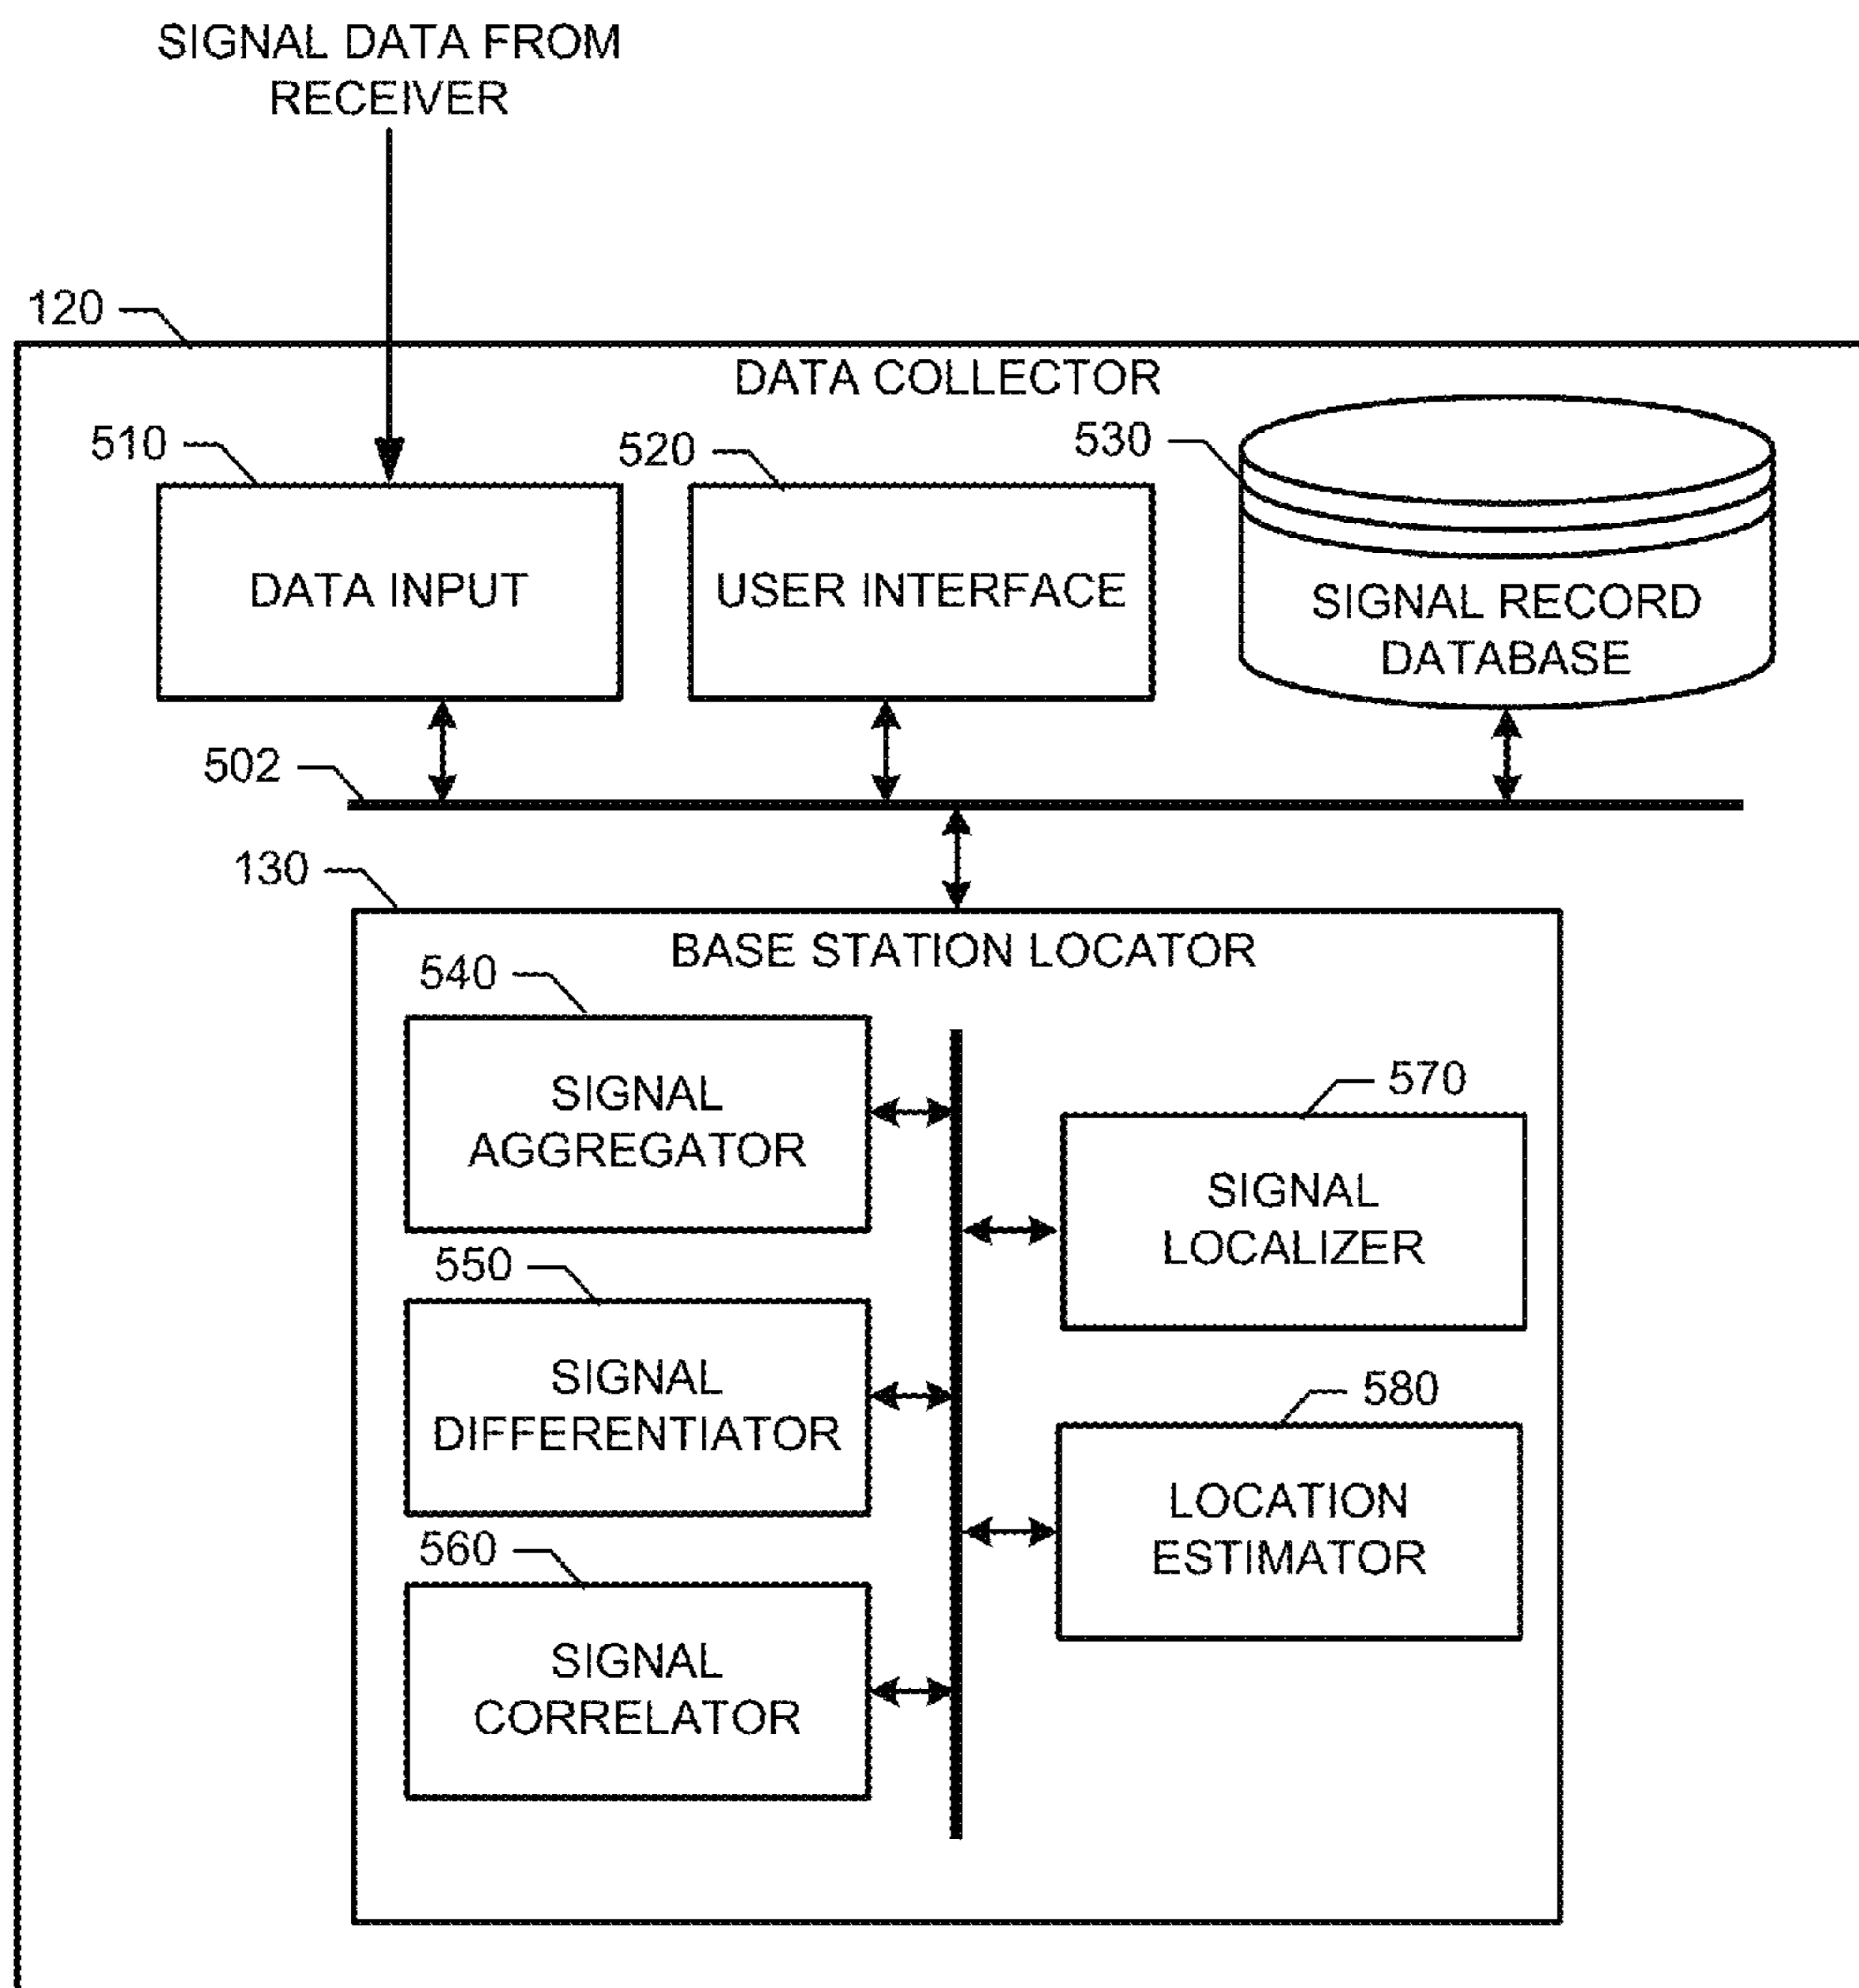 SIGNAL DATA FROM
RECEIVER
120
DATA COLLECTOR
510
520
530
DATA INPUT
USER INTERFACE
SIGNAL RECORD
DATABASE
502
130
BASE STATION LOCATOR
540
SIGNAL
AGGREGATOR
570
SIGNAL
LOCALIZER
550
SIGNAL
DIFFERENTIATOR
580
LOCATION
ESTIMATOR
560
SIGNAL
CORRELATOR